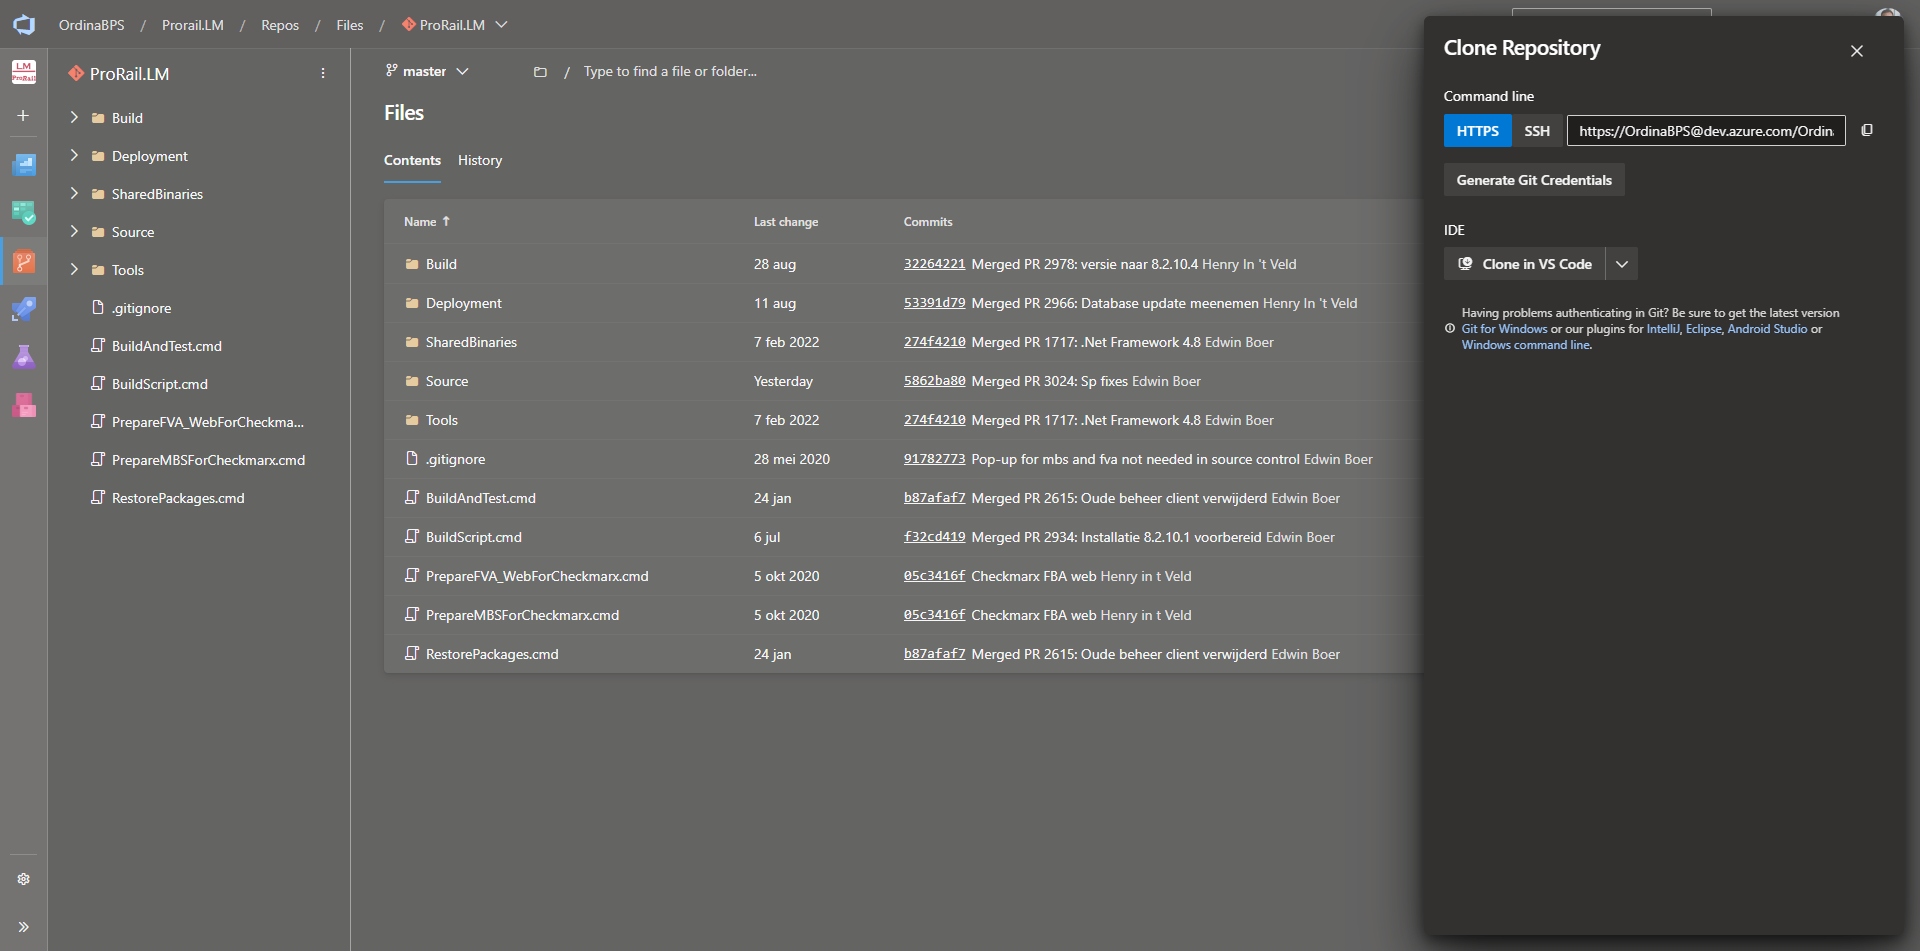 OrdinaBPS / Prorail.LM / Repos / Files / ProRail.LM
LM
ProRail
ProRail.LM
Build
Deployment
SharedBinaries
Source
Tools
.gitignore
BuildAndTest.cmd
BuildScript.cmd
PrepareFVA_WebForCheckma...
PrepareMBSForCheckmarx.cmd
RestorePackages.cmd
master / Type to find a file or folder...
Files
Contents History
Name Last change Commits
Build 28 aug 32264221 Merged PR 2978: versie naar 8.2.10.4 Henry In 't Veld
Deployment 11 aug 53391d79 Merged PR 2966: Database update meenemen Henry In 't Veld
SharedBinaries 7 feb 2022 274f4210 Merged PR 1717: .Net Framework 4.8 Edwin Boer
Source Yesterday 5862ba80 Merged PR 3024: Sp fixes Edwin Boer
Tools 7 feb 2022 274f4210 Merged PR 1717: .Net Framework 4.8 Edwin Boer
.gitignore 28 mei 2020 91782773 Pop-up for mbs and fva not needed in source control Edwin Boer
BuildAndTest.cmd 24 jan b87afaf7 Merged PR 2615: Oude beheer client verwijderd Edwin Boer
BuildScript.cmd 6 jul f32cd419 Merged PR 2934: Installatie 8.2.10.1 voorbereid Edwin Boer
PrepareFVA_WebForCheckmarx.cmd 5 okt 2020 05c3416f Checkmarx FBA web Henry in t Veld
PrepareMBSForCheckmarx.cmd 5 okt 2020 05c3416f Checkmarx FBA web Henry in t Veld
RestorePackages.cmd 24 jan b87afaf7 Merged PR 2615: Oude beheer client verwijderd Edwin Boer
Clone Repository
Command line
HTTPS SSH https://OrdinaBPS@dev.azure.com/Ordin
Generate Git Credentials
IDE
Clone in VS Code
Having problems authenticating in Git? Be sure to get the latest version
Git for Windows or our plugins for IntelliJ, Eclipse, Android Studio or
Windows command line.